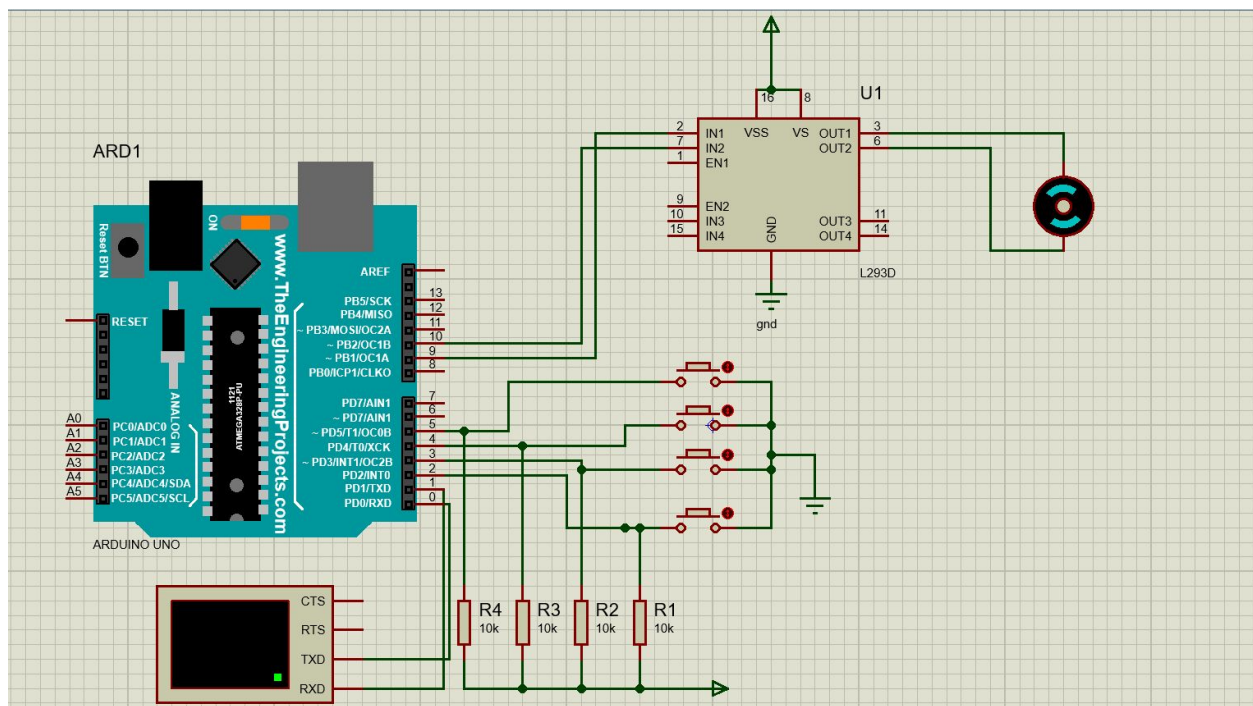 ARD1
ON
Reset BTN
www.TheEngineeringProjects.com
RESET
AREF
PB5/SCK 13
PB4/MISO 12
~ PB3/MOSI/OC2A 11
~ PB2/OC1B 10
~ PB1/OC1A 9
PB0/ICP1/CLKO 8
1121
ATMEGA328P-PU
ANALOG IN
PD7/AIN1 7
~ PD7/AIN1 6
~ PD5/T1/OC0B 5
PD4/T0/XCK 4
~ PD3/INT1/OC2B 3
PD2/INT0 2
PD1/TXD 1
PD0/RXD 0
A0 PC0/ADC0
A1 PC1/ADC1
A2 PC2/ADC2
A3 PC3/ADC3
A4 PC4/ADC4/SDA
A5 PC5/ADC5/SCL
ARDUINO UNO
U1
16 8
VSS VS
2 IN1 OUT1 3
7 IN2 OUT2 6
1 EN1
9 EN2
10 IN3 OUT3 11
15 IN4 OUT4 14
GND
L293D
gnd
CTS
RTS
TXD
RXD
R4
10k
R3
10k
R2
10k
R1
10k